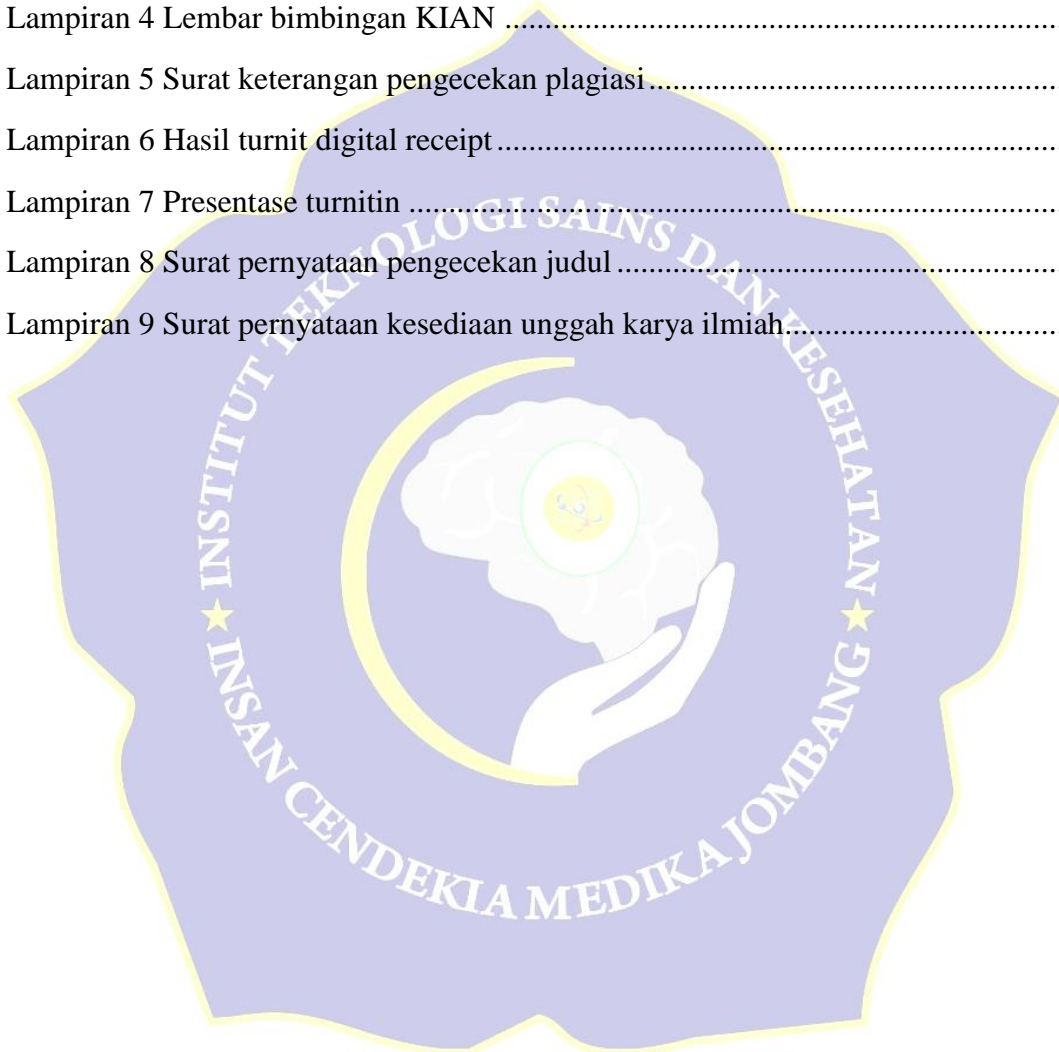 Lampiran 4 Lembar bimbingan KIAN ......................................................................
Lampiran 5 Surat keterangan pengecekan plagiasi ...................................................
Lampiran 6 Hasil turnit digital receipt .......................................................................
Lampiran 7 Presentase turnitin ..................................................................................
Lampiran 8 Surat pernyataan pengecekan judul ........................................................
Lampiran 9 Surat pernyataan kesediaan unggah karya ilmiah ...................................
INSTITUT TEKNOLOGI SAINS DAN KESEHATAN
INSAN CENDEKIA MEDIKA JOMBANG